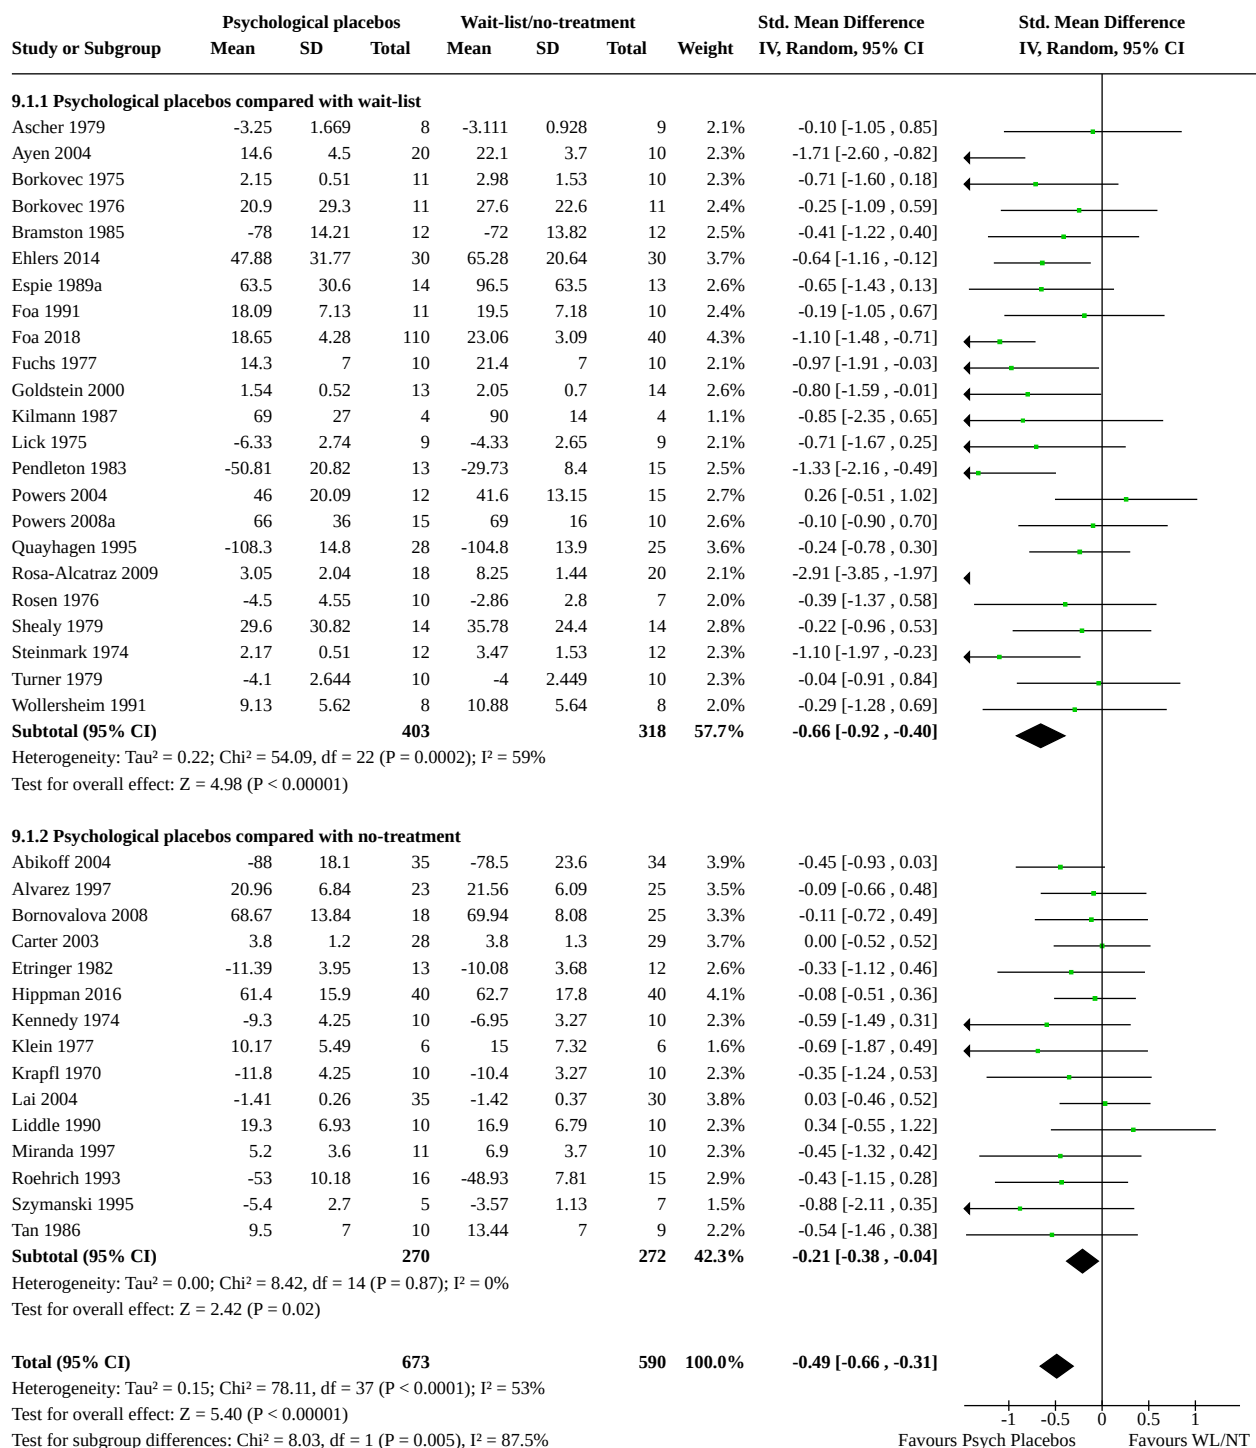 Psychological placebos Wait-list/no-treatment Std. Mean Difference Std. Mean Difference
Study or Subgroup Mean SD Total Mean SD Total Weight IV, Random, 95% CI IV, Random, 95% CI
9.1.1 Psychological placebos compared with wait-list
Ascher 1979 -3.25 1.669 8 -3.111 0.928 9 2.1% -0.10 [-1.05 , 0.85]
Ayen 2004 14.6 4.5 20 22.1 3.7 10 2.3% -1.71 [-2.60 , -0.82]
Borkovec 1975 2.15 0.51 11 2.98 1.53 10 2.3% -0.71 [-1.60 , 0.18]
Borkovec 1976 20.9 29.3 11 27.6 22.6 11 2.4% -0.25 [-1.09 , 0.59]
Bramston 1985 -78 14.21 12 -72 13.82 12 2.5% -0.41 [-1.22 , 0.40]
Ehlers 2014 47.88 31.77 30 65.28 20.64 30 3.7% -0.64 [-1.16 , -0.12]
Espie 1989a 63.5 30.6 14 96.5 63.5 13 2.6% -0.65 [-1.43 , 0.13]
Foa 1991 18.09 7.13 11 19.5 7.18 10 2.4% -0.19 [-1.05 , 0.67]
Foa 2018 18.65 4.28 110 23.06 3.09 40 4.3% -1.10 [-1.48 , -0.71]
Fuchs 1977 14.3 7 10 21.4 7 10 2.1% -0.97 [-1.91 , -0.03]
Goldstein 2000 1.54 0.52 13 2.05 0.7 14 2.6% -0.80 [-1.59 , -0.01]
Kilmann 1987 69 27 4 90 14 4 1.1% -0.85 [-2.35 , 0.65]
Lick 1975 -6.33 2.74 9 -4.33 2.65 9 2.1% -0.71 [-1.67 , 0.25]
Pendleton 1983 -50.81 20.82 13 -29.73 8.4 15 2.5% -1.33 [-2.16 , -0.49]
Powers 2004 46 20.09 12 41.6 13.15 15 2.7% 0.26 [-0.51 , 1.02]
Powers 2008a 66 36 15 69 16 10 2.6% -0.10 [-0.90 , 0.70]
Quayhagen 1995 -108.3 14.8 28 -104.8 13.9 25 3.6% -0.24 [-0.78 , 0.30]
Rosa-Alcatraz 2009 3.05 2.04 18 8.25 1.44 20 2.1% -2.91 [-3.85 , -1.97]
Rosen 1976 -4.5 4.55 10 -2.86 2.8 7 2.0% -0.39 [-1.37 , 0.58]
Shealy 1979 29.6 30.82 14 35.78 24.4 14 2.8% -0.22 [-0.96 , 0.53]
Steinmark 1974 2.17 0.51 12 3.47 1.53 12 2.3% -1.10 [-1.97 , -0.23]
Turner 1979 -4.1 2.644 10 -4 2.449 10 2.3% -0.04 [-0.91 , 0.84]
Wollersheim 1991 9.13 5.62 8 10.88 5.64 8 2.0% -0.29 [-1.28 , 0.69]
Subtotal (95% CI) 403 318 57.7% -0.66 [-0.92 , -0.40]
Heterogeneity: Tau² = 0.22; Chi² = 54.09, df = 22 (P = 0.0002); I² = 59%
Test for overall effect: Z = 4.98 (P < 0.00001)
9.1.2 Psychological placebos compared with no-treatment
Abikoff 2004 -88 18.1 35 -78.5 23.6 34 3.9% -0.45 [-0.93 , 0.03]
Alvarez 1997 20.96 6.84 23 21.56 6.09 25 3.5% -0.09 [-0.66 , 0.48]
Bornovalova 2008 68.67 13.84 18 69.94 8.08 25 3.3% -0.11 [-0.72 , 0.49]
Carter 2003 3.8 1.2 28 3.8 1.3 29 3.7% 0.00 [-0.52 , 0.52]
Etringer 1982 -11.39 3.95 13 -10.08 3.68 12 2.6% -0.33 [-1.12 , 0.46]
Hippman 2016 61.4 15.9 40 62.7 17.8 40 4.1% -0.08 [-0.51 , 0.36]
Kennedy 1974 -9.3 4.25 10 -6.95 3.27 10 2.3% -0.59 [-1.49 , 0.31]
Klein 1977 10.17 5.49 6 15 7.32 6 1.6% -0.69 [-1.87 , 0.49]
Krapfl 1970 -11.8 4.25 10 -10.4 3.27 10 2.3% -0.35 [-1.24 , 0.53]
Lai 2004 -1.41 0.26 35 -1.42 0.37 30 3.8% 0.03 [-0.46 , 0.52]
Liddle 1990 19.3 6.93 10 16.9 6.79 10 2.3% 0.34 [-0.55 , 1.22]
Miranda 1997 5.2 3.6 11 6.9 3.7 10 2.3% -0.45 [-1.32 , 0.42]
Roehrich 1993 -53 10.18 16 -48.93 7.81 15 2.9% -0.43 [-1.15 , 0.28]
Szymanski 1995 -5.4 2.7 5 -3.57 1.13 7 1.5% -0.88 [-2.11 , 0.35]
Tan 1986 9.5 7 10 13.44 7 9 2.2% -0.54 [-1.46 , 0.38]
Subtotal (95% CI) 270 272 42.3% -0.21 [-0.38 , -0.04]
Heterogeneity: Tau² = 0.00; Chi² = 8.42, df = 14 (P = 0.87); I² = 0%
Test for overall effect: Z = 2.42 (P = 0.02)
Total (95% CI) 673 590 100.0% -0.49 [-0.66 , -0.31]
Heterogeneity: Tau² = 0.15; Chi² = 78.11, df = 37 (P < 0.0001); I² = 53%
Test for overall effect: Z = 5.40 (P < 0.00001) -1 -0.5 0 0.5 1
Test for subgroup differences: Chi² = 8.03, df = 1 (P = 0.005), I² = 87.5% Favours Psych Placebos Favours WL/NT